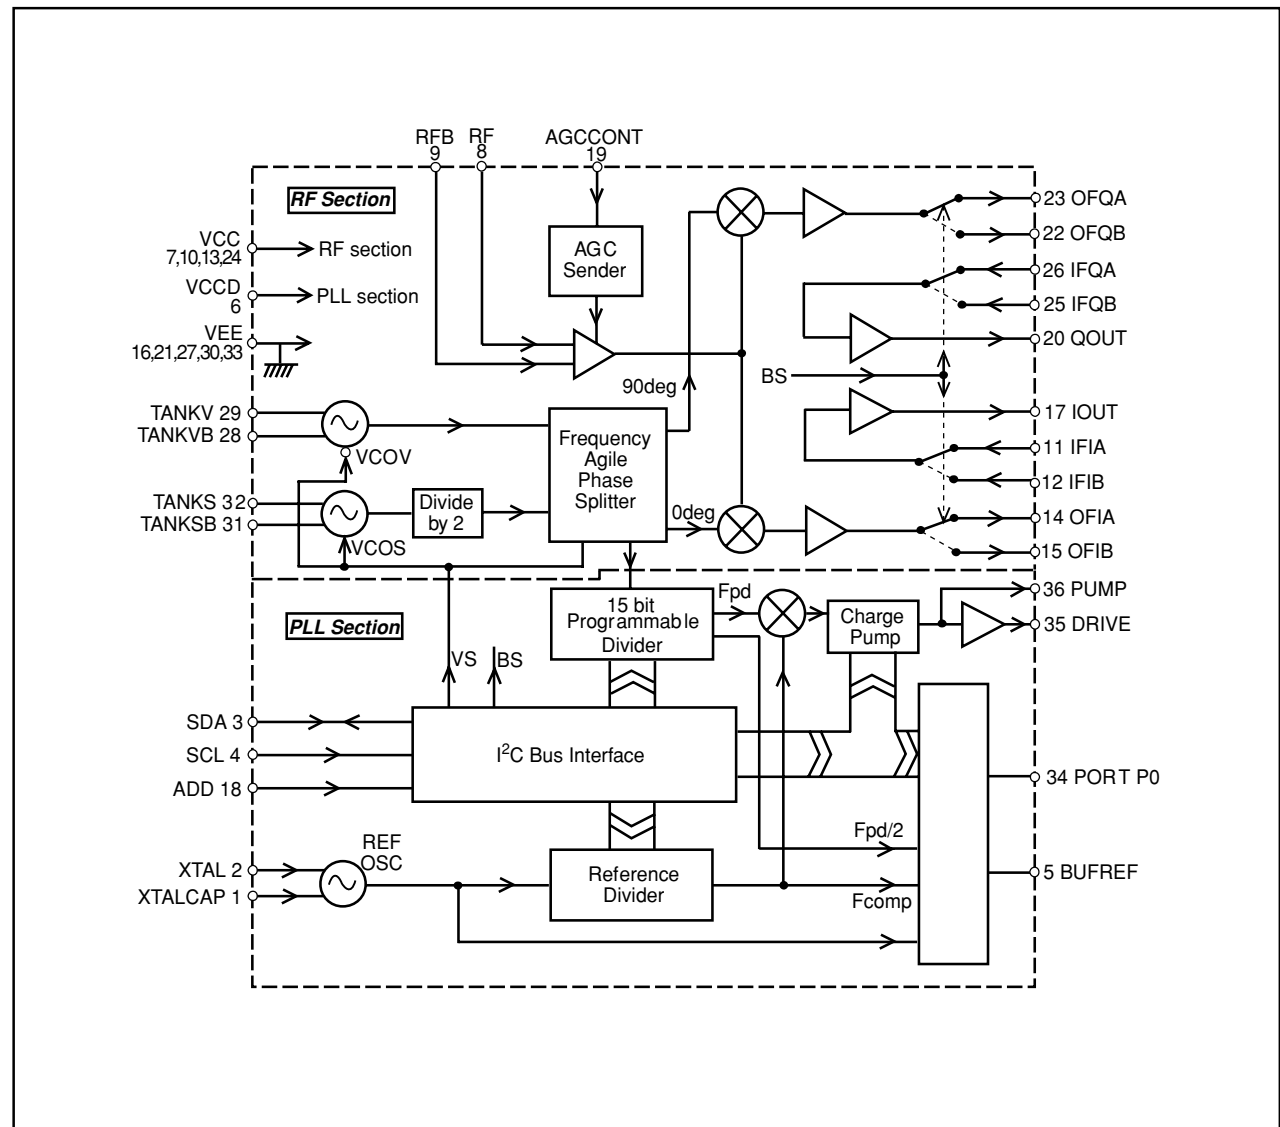 RFB
9
RF
8
AGCCONT
19
RF Section
VCC
7,10,13,24
RF section
VCCD
6
PLL section
VEE
16,21,27,30,33
AGC
Sender
23 OFQA
22 OFQB
26 IFQA
25 IFQB
20 QOUT
BS
90deg
TANKV 29
TANKVB 28
VCOV
Frequency
Agile
Phase
Splitter
17 IOUT
11 IFIA
12 IFIB
TANKS 32
TANKSB 31
VCOS
Divide
by 2
0deg
14 OFIA
15 OFIB
PLL Section
15 bit
Programmable
Divider
Fpd
Charge
Pump
36 PUMP
35 DRIVE
VS
BS
SDA 3
SCL 4
ADD 18
I2C Bus Interface
34 PORT P0
REF
OSC
XTAL 2
XTALCAP 1
Reference
Divider
Fpd/2
Fcomp
5 BUFREF